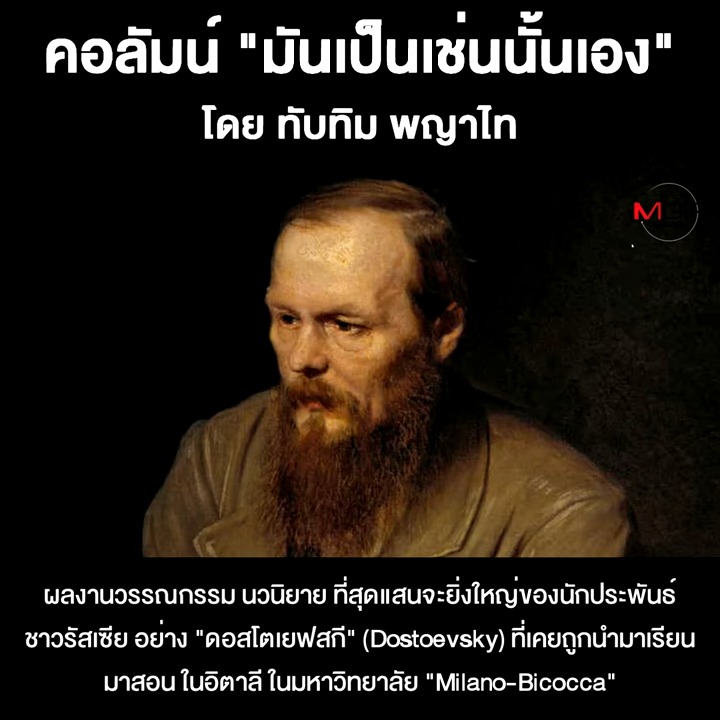 คอลัมน์ "มันเป็นเช่นนั้นเอง"
โดย ทับทิม พญาไท
ผลงานวรรณกรรม นวนิยาย ที่สุดแสนจะยิ่งใหญ่ของนักประพันธ์
ชาวรัสเซีย อย่าง "ดอสโตเยฟสกี" (Dostoevsky) ที่เคยถูกนำมาเรียน
มาสอน ในอิตาลี ในมหาวิทยาลัย "Milano-Bicocca"